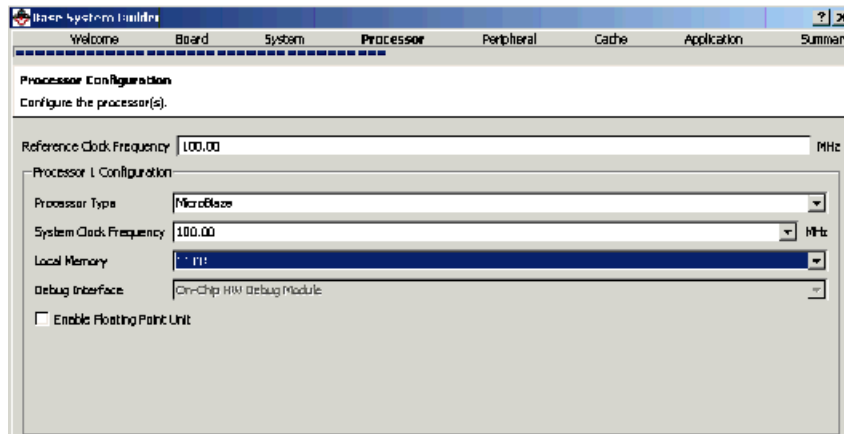 Base System Builder
Welcome Board System Processor Peripheral Cache Application Summar
Processor Configuration
Configure the processor(s).
Reference Clock Frequency 100.00 MHz
Processor 1 Configuration
Processor Type MicroBlaze
System Clock Frequency 100.00 MHz
Local Memory
Debug Interface On-Chip HW Debug Module
Enable Floating Point Unit